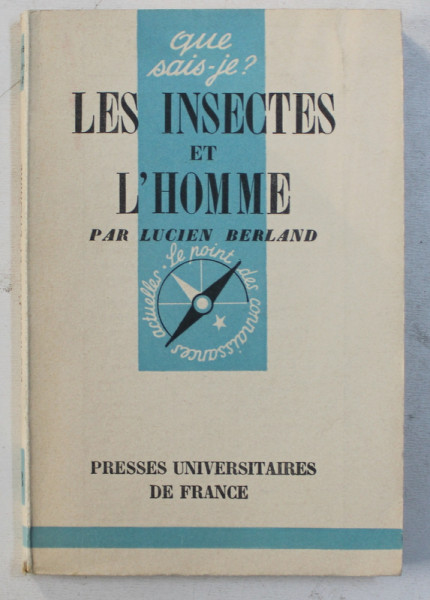 que
sais-je?
LES INSECTES
ET
L'HOMME
PAR LUCIEN BERLAND
Le point des connaissances actuelles.
PRESSES UNIVERSITAIRES
DE FRANCE